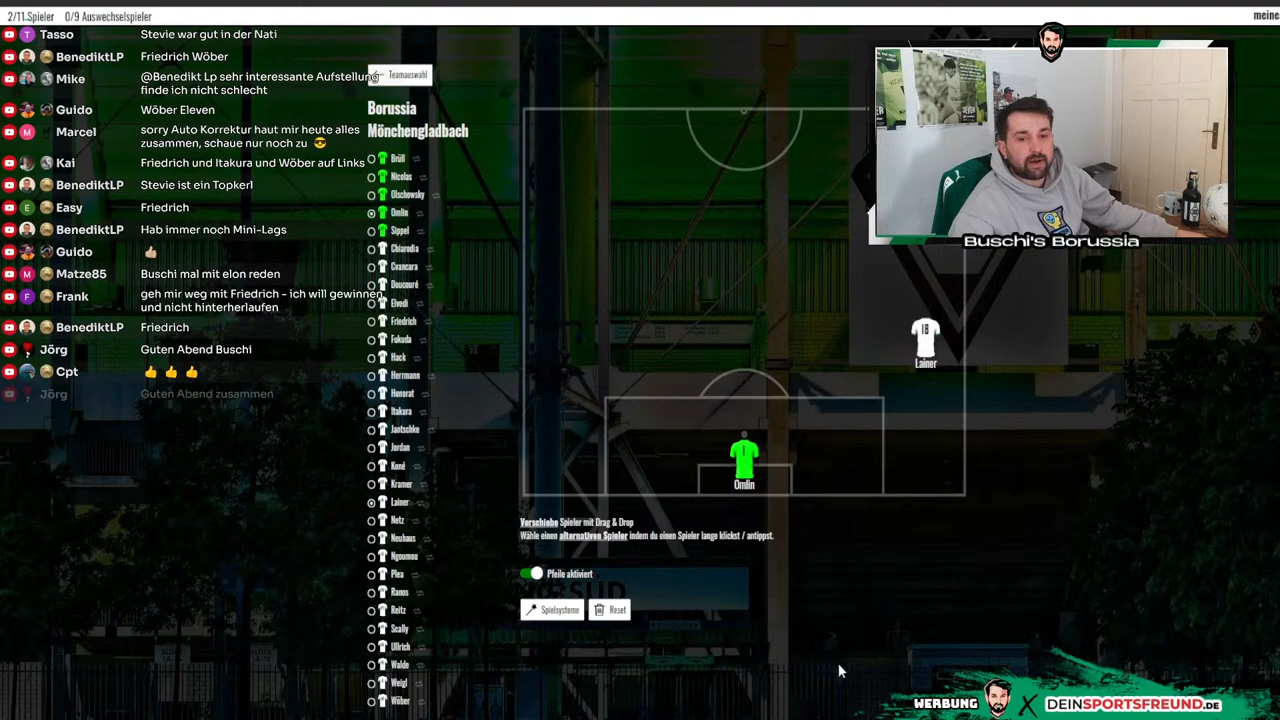 2/11 Spieler 0/9 Auswechselspieler
meine
Tasso Stevie war gut in der Nati
BenediktLP Friedrich Wöber
Mike @Benedikt Lp sehr interessante Aufstellung
finde ich nicht schlecht
Guido Wöber Eleven
Marcel sorry Auto Korrektur haut mir heute alles
zusammen, schaue nur noch zu 😎
Kai Friedrich und Itakura und Wöber auf Links
BenediktLP Stevie ist ein Topkerl
Easy Friedrich
BenediktLP Hab immer noch Mini-Lags
Guido 👍🏼
Matze85 Buschi mal mit elon reden
Frank geh mir weg mit Friedrich - ich will gewinnen
und nicht hinterherlaufen
BenediktLP Friedrich
Jörg Guten Abend Buschi
Cpt 👍 👍 👍
Jörg Guten Abend zusammen
Teamauswahl
Borussia
Mönchengladbach
Brüll
Nicolas
Olschowsky
Omlin
Sippel
Chiarodia
Cvancara
Doucouré
Elvedi
Friedrich
Fukuda
Hack
Herrmann
Honorat
Itakura
Jantschke
Jordan
Koné
Kramer
Lainer
Netz
Neuhaus
Ngoumou
Plea
Ranos
Reitz
Scally
Ullrich
Walde
Weigl
Wöber
18
Lainer
1
Omlin
Verschiebe Spieler mit Drag & Drop
Wähle einen alternativen Spieler indem du einen Spieler lange klickst / antippst.
Pfeile aktiviert
Spielsysteme
Reset
Buschi's Borussia
WERBUNG X DEINSPORTSFREUND.DE